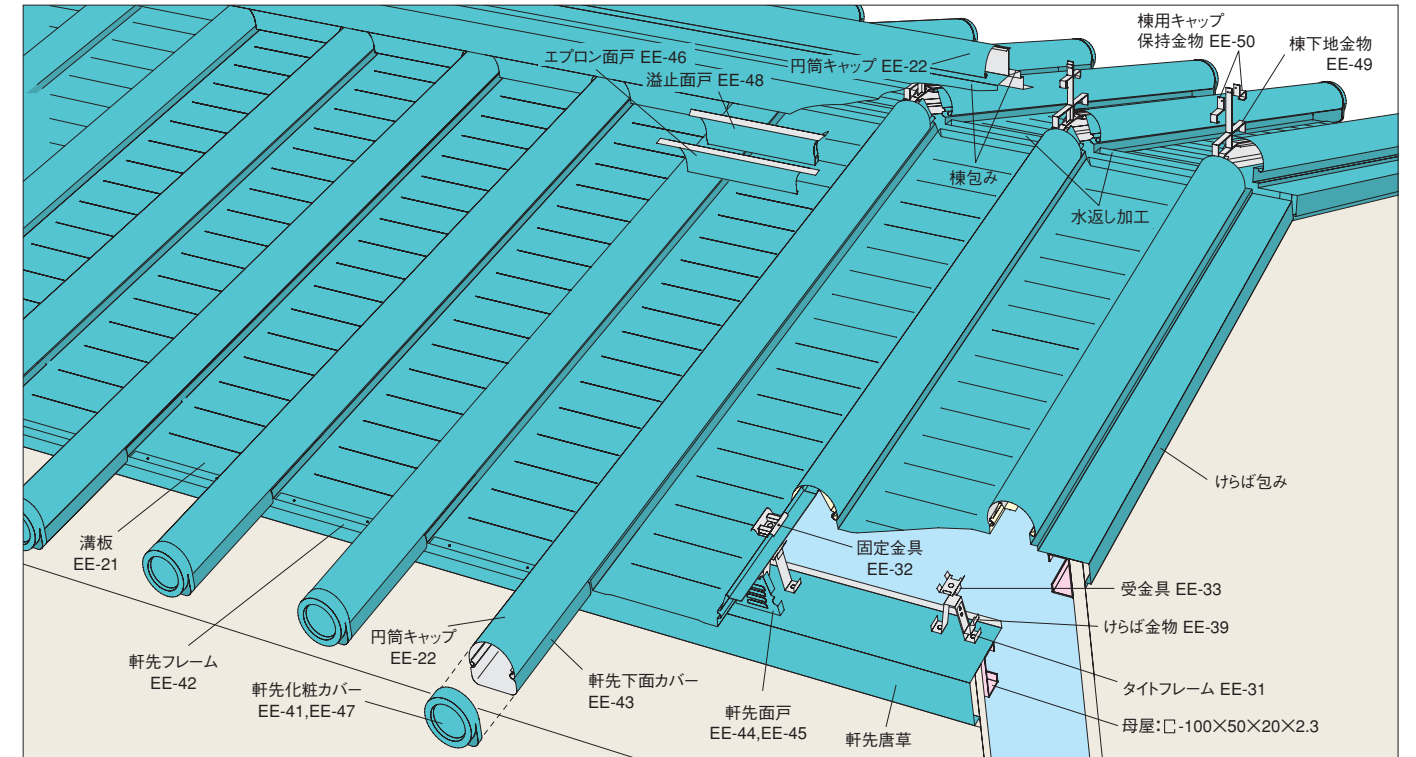 棟用キャップ
保持金物 EE-50
棟下地金物
EE-49
エプロン面戸 EE-46
円筒キャップ EE-22
溢止面戸 EE-48
棟包み
水返し加工
けらば包み
溝板
EE-21
固定金具
EE-32
受金具 EE-33
けらば金物 EE-39
円筒キャップ
EE-22
軒先フレーム
EE-42
軒先化粧カバー
EE-41,EE-47
軒先下面カバー
EE-43
軒先面戸
EE-44,EE-45
軒先唐草
タイトフレーム EE-31
母屋:□-100×50×20×2.3